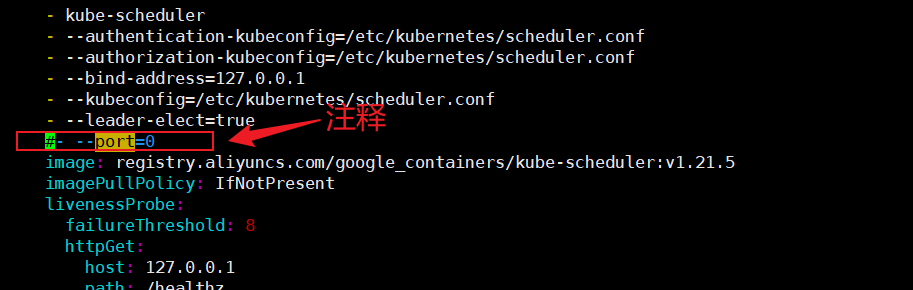 - kube-scheduler
- --authentication-kubeconfig=/etc/kubernetes/scheduler.conf
- --authorization-kubeconfig=/etc/kubernetes/scheduler.conf
- --bind-address=127.0.0.1
- --kubeconfig=/etc/kubernetes/scheduler.conf
- --leader-elect=true
注释
#- --port=0
image: registry.aliyuncs.com/google_containers/kube-scheduler:v1.21.5
imagePullPolicy: IfNotPresent
livenessProbe:
failureThreshold: 8
httpGet:
host: 127.0.0.1
path: /healthz